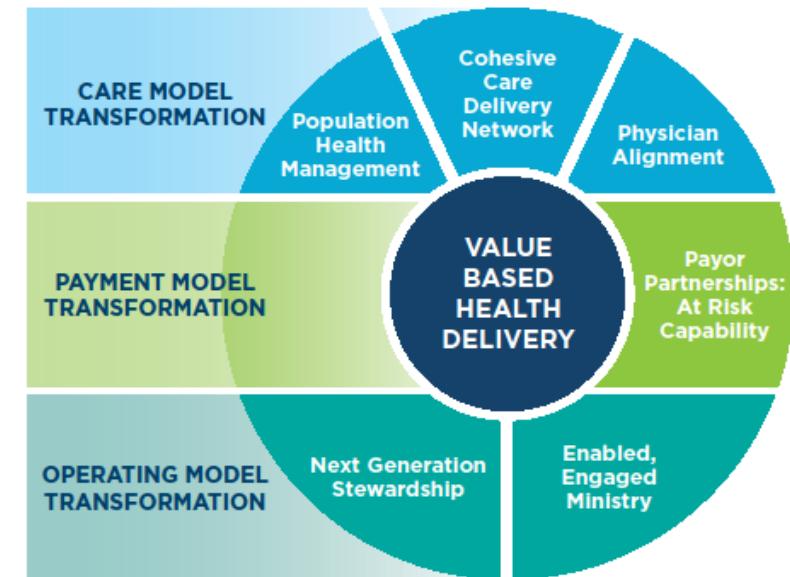 CARE MODEL
TRANSFORMATION
Population
Health
Management
Cohesive
Care
Delivery
Network
Physician
Alignment
PAYMENT MODEL
TRANSFORMATION
VALUE
BASED
HEALTH
DELIVERY
Payor
Partnerships:
At Risk
Capability
OPERATING MODEL
TRANSFORMATION
Next Generation
Stewardship
Enabled,
Engaged
Ministry